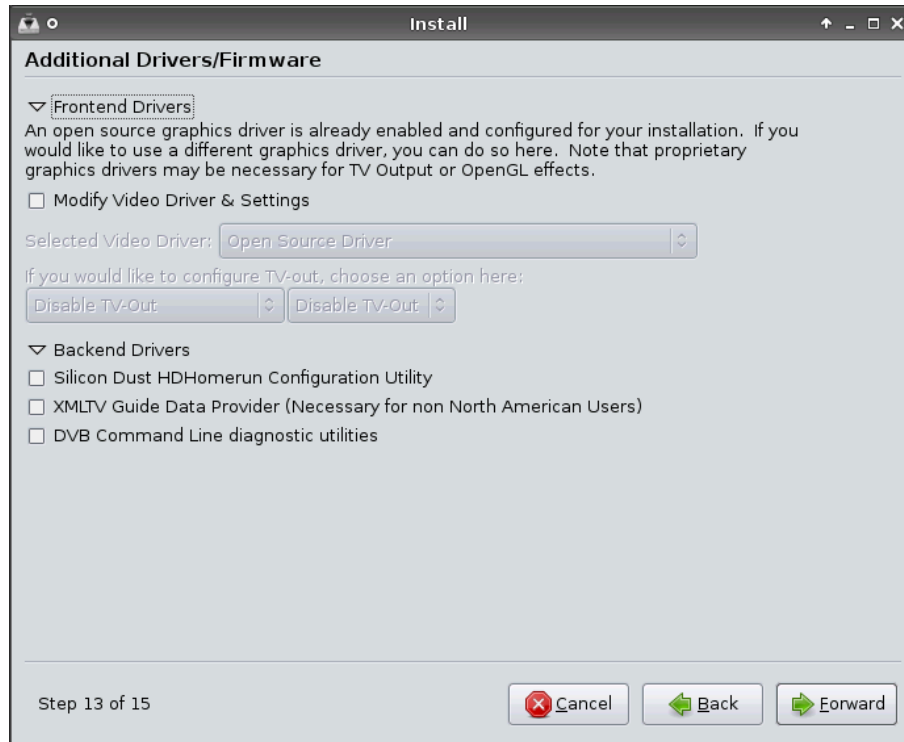 Install
Additional Drivers/Firmware
Frontend Drivers
An open source graphics driver is already enabled and configured for your installation.  If you
would like to use a different graphics driver, you can do so here.  Note that proprietary
graphics drivers may be necessary for TV Output or OpenGL effects.
Modify Video Driver & Settings
Selected Video Driver: Open Source Driver
If you would like to configure TV-out, choose an option here:
Disable TV-Out Disable TV-Out
Backend Drivers
Silicon Dust HDHomerun Configuration Utility
XMLTV Guide Data Provider (Necessary for non North American Users)
DVB Command Line diagnostic utilities
Step 13 of 15 Cancel Back Forward